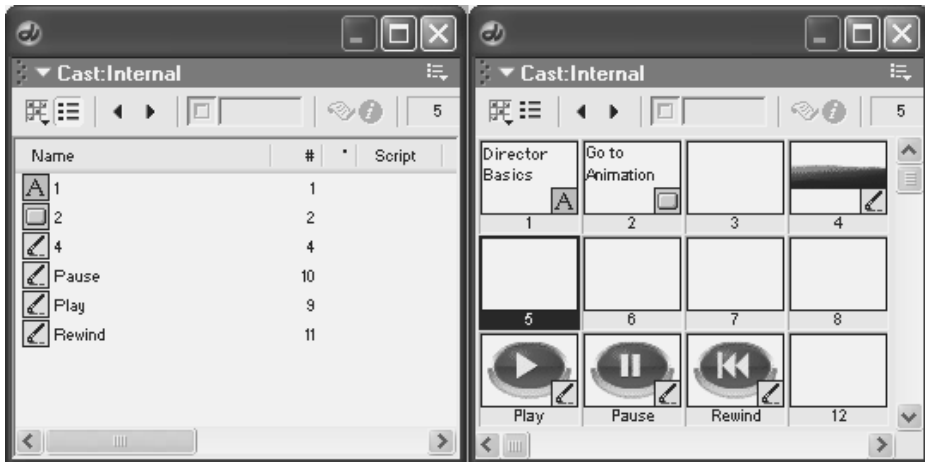 Cast:Internal
5
Name # * Script
A 1 1
2 2
4 4
Pause 10
Play 9
Rewind 11
Cast:Internal
5
Director
Basics
A
Go to
Animation
1 2 3 4
5 6 7 8
Play Pause Rewind 12